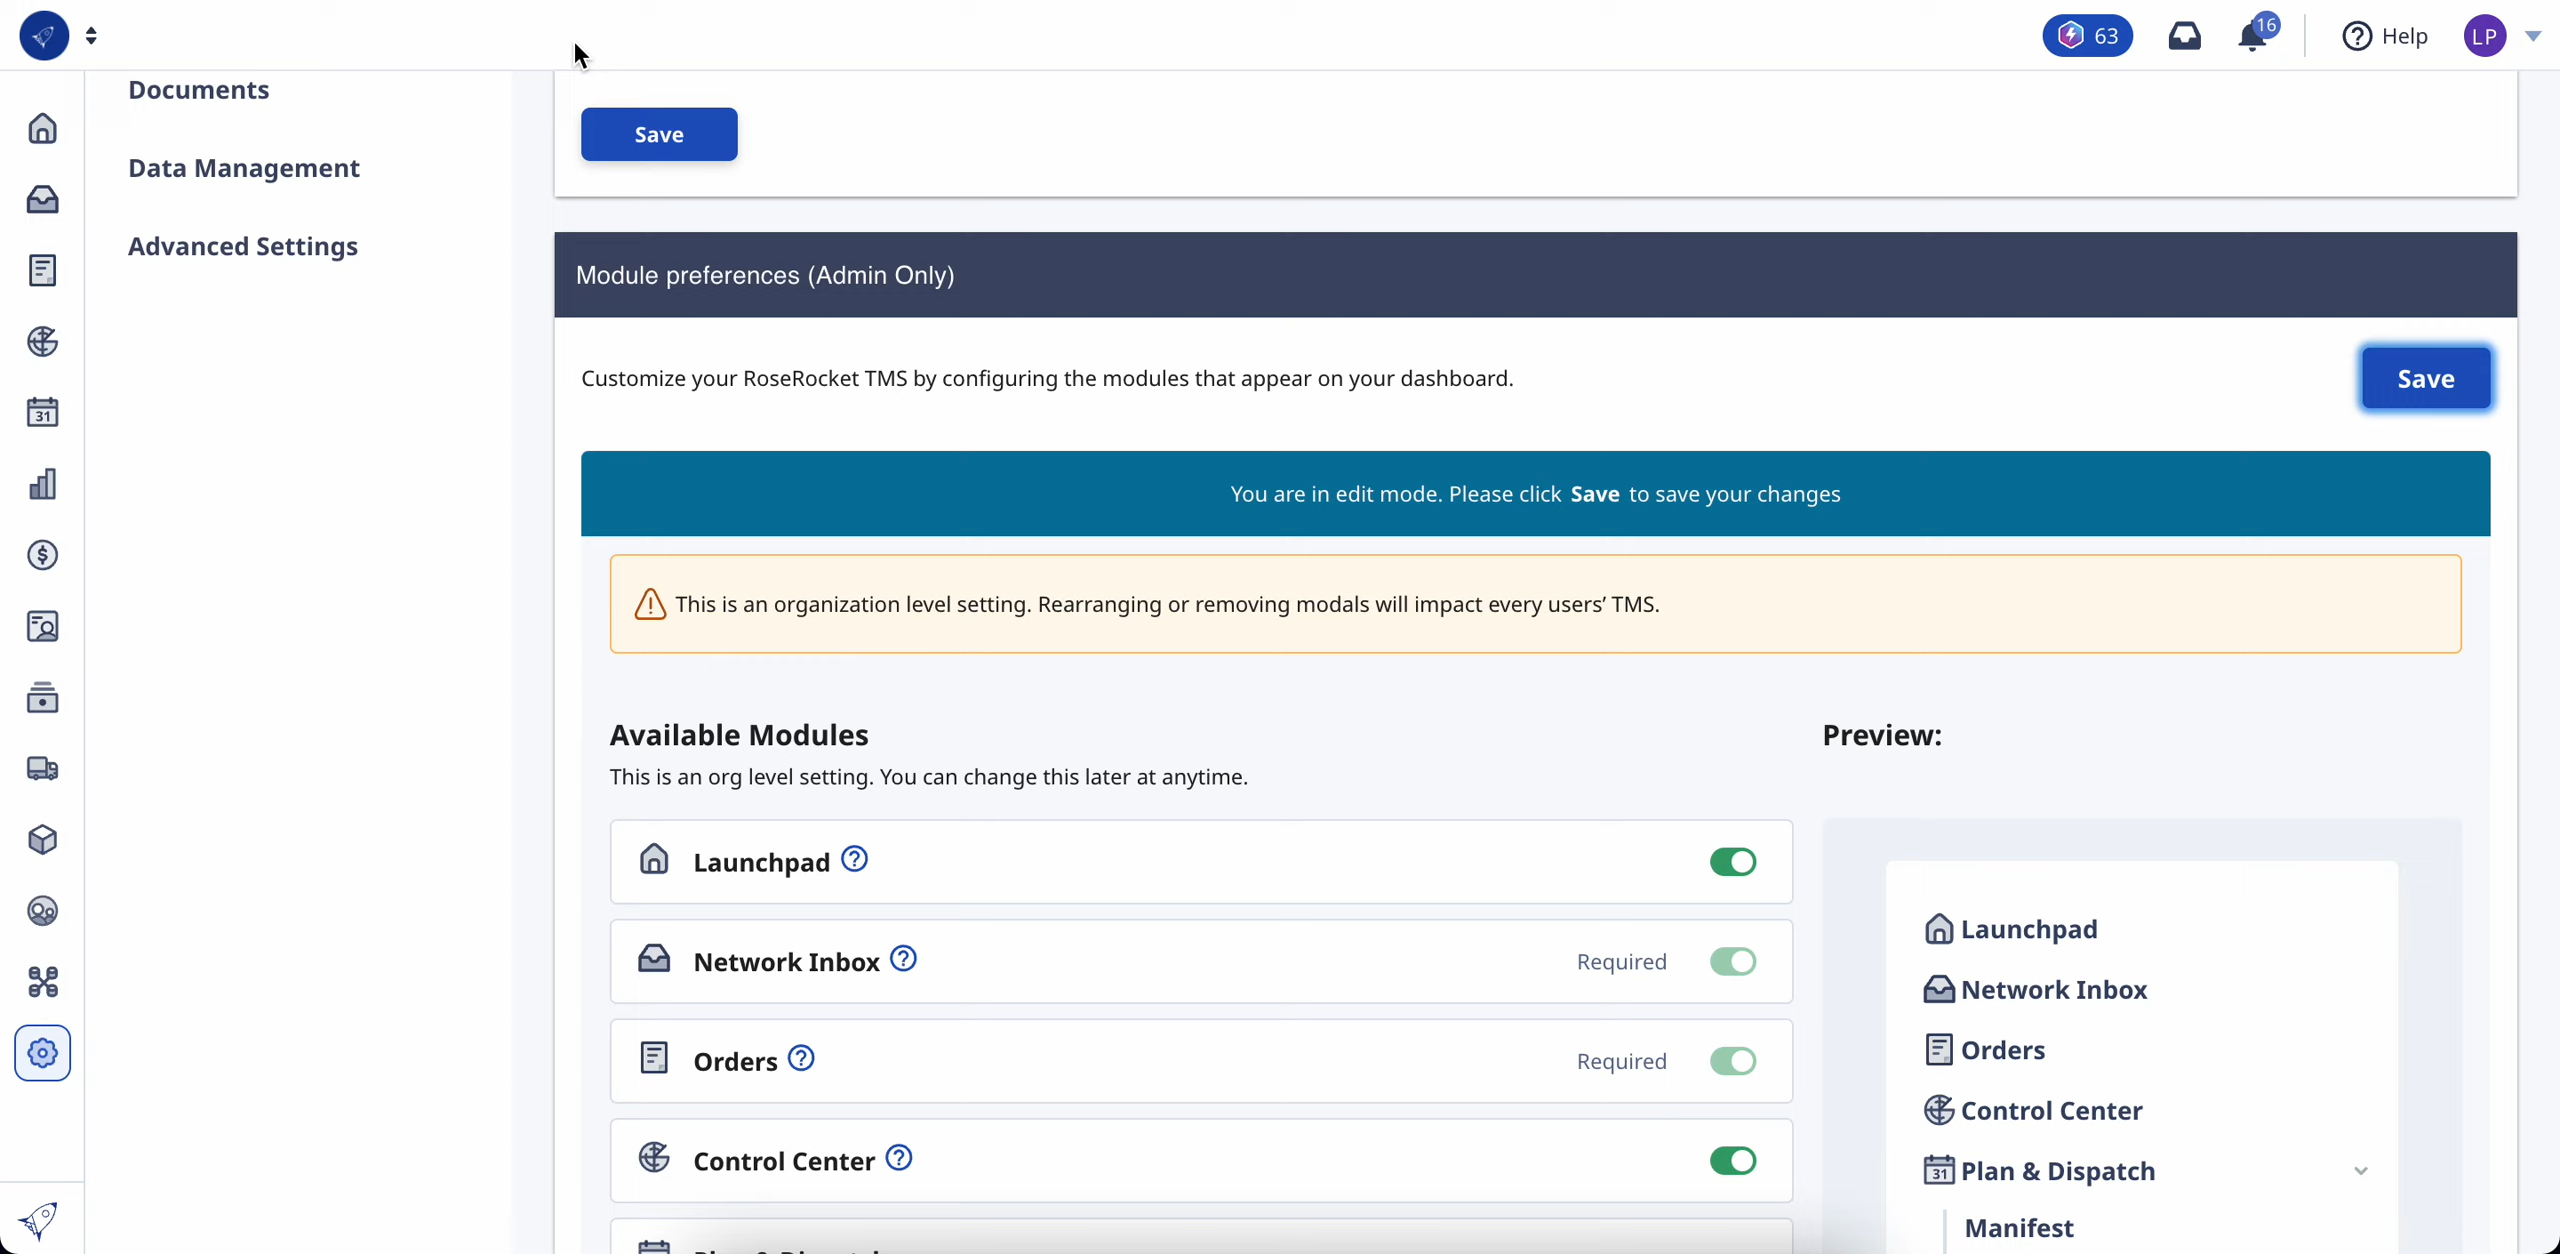 63
16
Help
LP
Documents
Data Management
Advanced Settings
31
Save
Module preferences (Admin Only)
Customize your RoseRocket TMS by configuring the modules that appear on your dashboard.
Save
You are in edit mode. Please click Save to save your changes
This is an organization level setting. Rearranging or removing modals will impact every users’ TMS.
Available Modules
This is an org level setting. You can change this later at anytime.
Launchpad
Network Inbox
Required
Orders
Required
Control Center
Preview:
Launchpad
Network Inbox
Orders
Control Center
31 Plan & Dispatch
Manifest